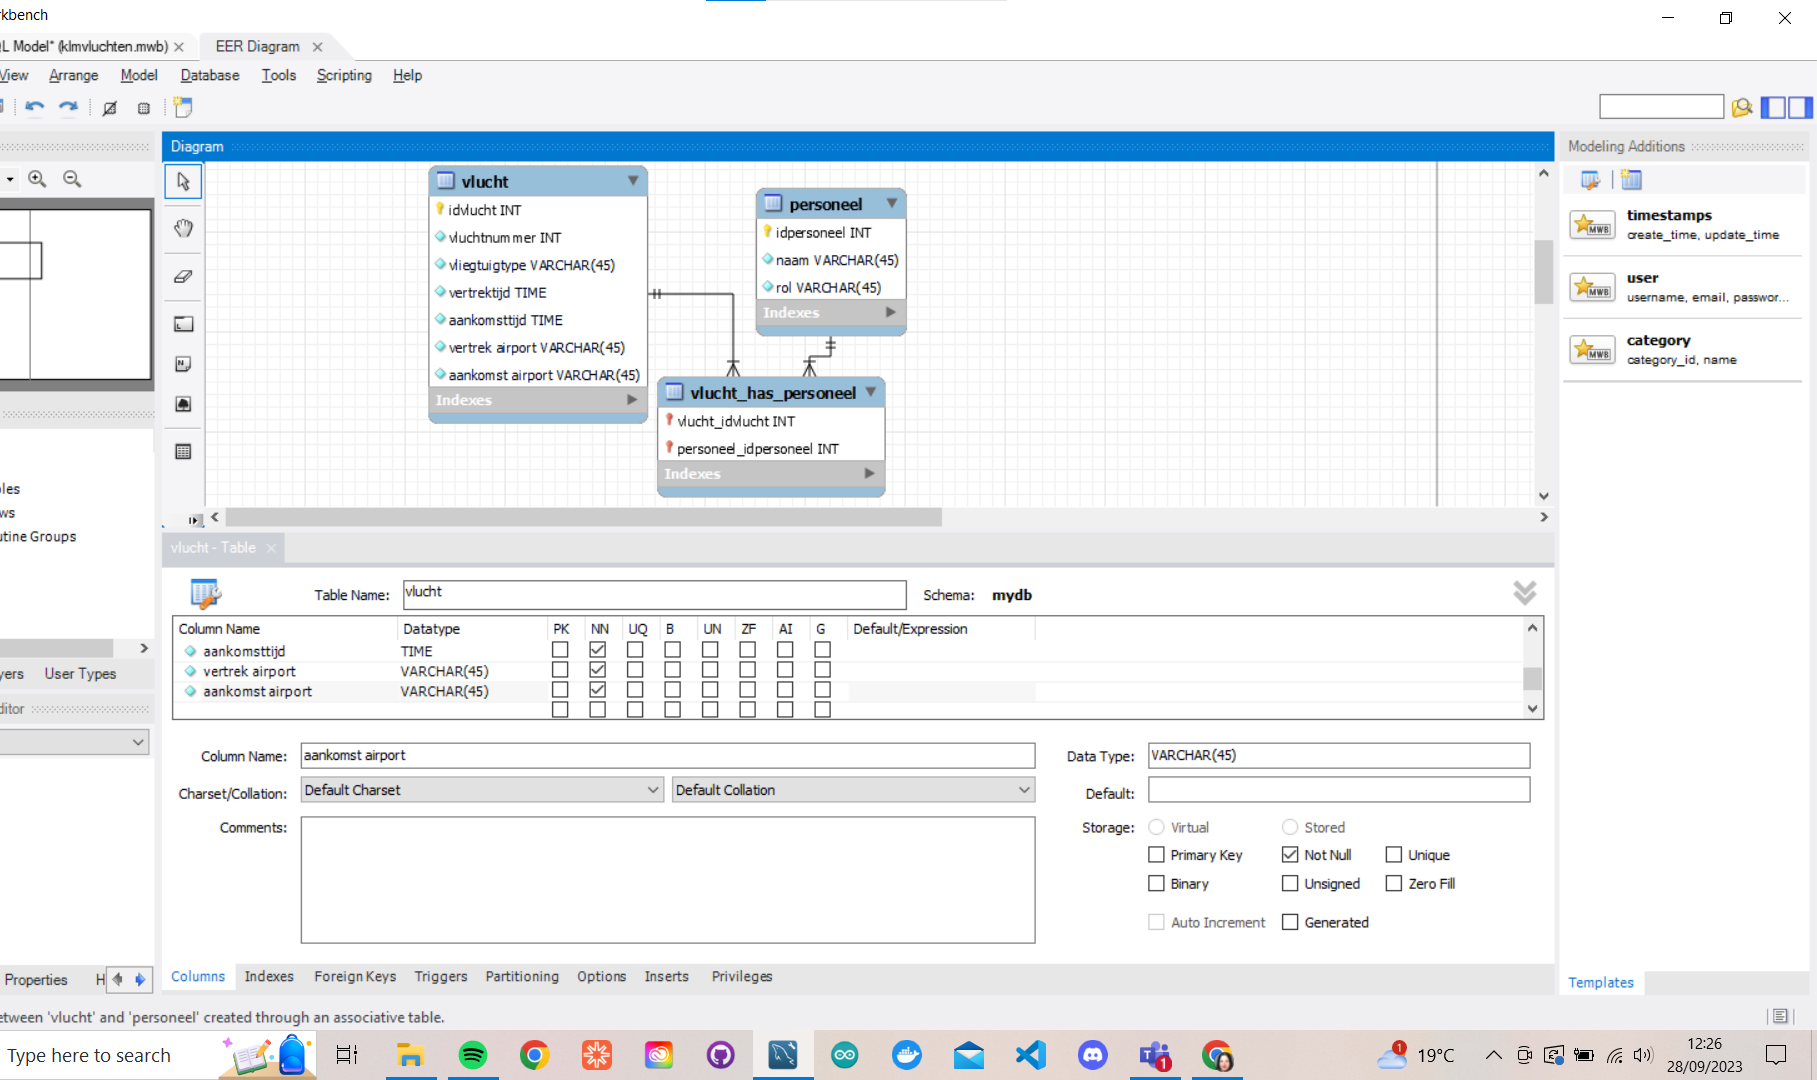 rkbench
QL Model* (klmvluchten.mwb)
EER Diagram
View Arrange Model Database Tools Scripting Help
Diagram
Modeling Additions
vlucht
idvlucht INT
vluchtnummer INT
vliegtuigtype VARCHAR(45)
vertrektijd TIME
aankomsttijd TIME
vertrek airport VARCHAR(45)
aankomst airport VARCHAR(45)
Indexes
personeel
idpersoneel INT
naam VARCHAR(45)
rol VARCHAR(45)
Indexes
vlucht_has_personeel
vlucht_idvlucht INT
personeel_idpersoneel INT
Indexes
timestamps
create_time, update_time
user
username, email, passwor...
category
category_id, name
MWB
MWB
MWB
les
ws
utine Groups
yers User Types
ditor
Properties H
vlucht - Table
Table Name: vlucht Schema: mydb
Column Name Datatype PK NN UQ B UN ZF AI G Default/Expression
aankomsttijd TIME
vertrek airport VARCHAR(45)
aankomst airport VARCHAR(45)
Column Name: aankomst airport Data Type: VARCHAR(45)
Charset/Collation: Default Charset Default Collation Default:
Comments: Storage: Virtual Stored
Primary Key Not Null Unique
Binary Unsigned Zero Fill
Auto Increment Generated
Columns Indexes Foreign Keys Triggers Partitioning Options Inserts Privileges
Templates
etween 'vlucht' and 'personeel' created through an associative table.
Type here to search
1
1
19°C
12:26
28/09/2023